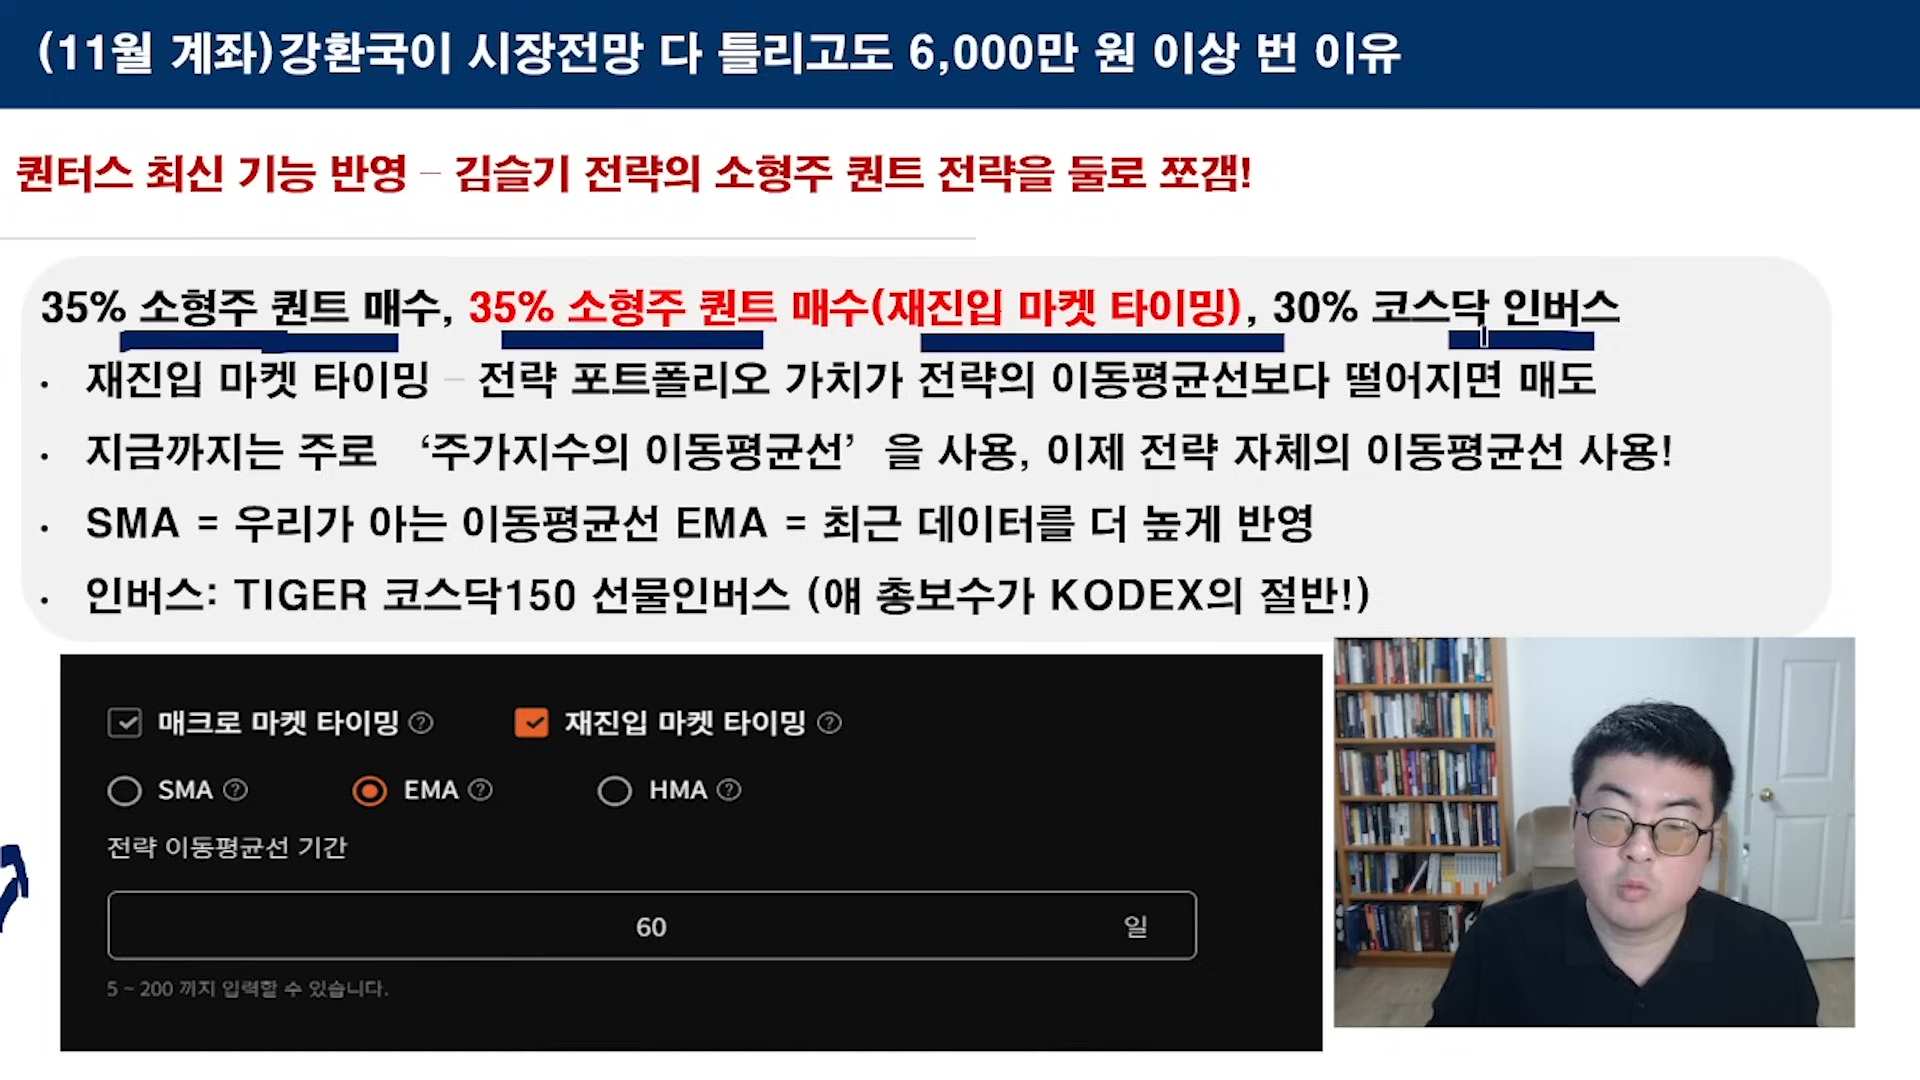 (11월 계좌)강환국이 시장전망 다 틀리고도 6,000만 원 이상 번 이유
퀀터스 최신 기능 반영 – 김슬기 전략의 소형주 퀀트 전략을 둘로 쪼갬!
35% 소형주 퀀트 매수, 35% 소형주 퀀트 매수(재진입 마켓 타이밍), 30% 코스닥 인버스
• 재진입 마켓 타이밍 – 전략 포트폴리오 가치가 전략의 이동평균선보다 떨어지면 매도
• 지금까지는 주로 ‘주가지수의 이동평균선’을 사용, 이제 전략 자체의 이동평균선 사용!
• SMA = 우리가 아는 이동평균선 EMA = 최근 데이터를 더 높게 반영
• 인버스: TIGER 코스닥150 선물인버스 (얘 총보수가 KODEX의 절반!)
매크로 마켓 타이밍 ? 재진입 마켓 타이밍 ?
SMA ? EMA ? HMA ?
전략 이동평균선 기간
60 일
5 ~ 200 까지 입력할 수 있습니다.